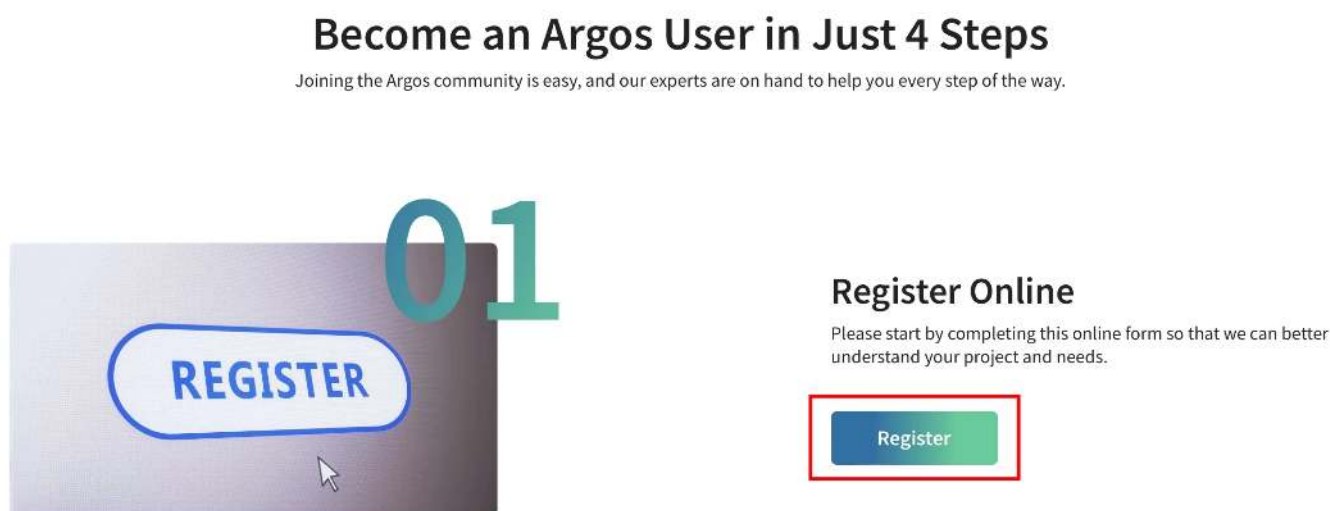 Become an Argos User in Just 4 Steps
Joining the Argos community is easy, and our experts are on hand to help you every step of the way.
01
REGISTER
Register Online
Please start by completing this online form so that we can better
understand your project and needs.
Register